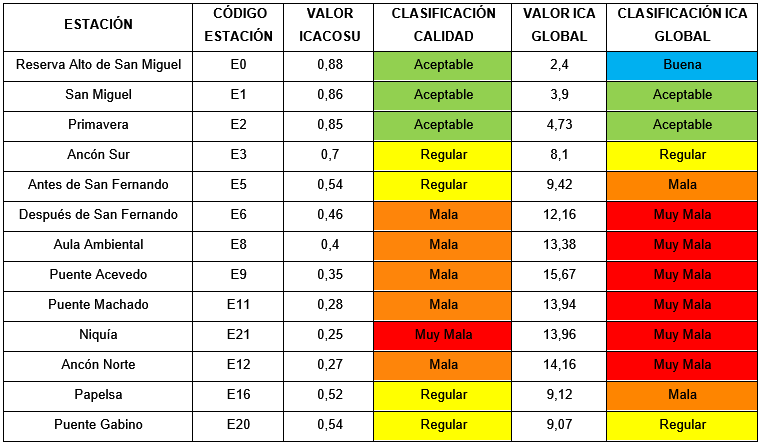 ESTACIÓN CÓDIGO ESTACIÓN VALOR ICACOSU CLASIFICACIÓN CALIDAD VALOR ICA GLOBAL CLASIFICACIÓN ICA GLOBAL
Reserva Alto de San Miguel E0 0,88 Aceptable 2,4 Buena
San Miguel E1 0,86 Aceptable 3,9 Aceptable
Primavera E2 0,85 Aceptable 4,73 Aceptable
Ancón Sur E3 0,7 Regular 8,1 Regular
Antes de San Fernando E5 0,54 Regular 9,42 Mala
Después de San Fernando E6 0,46 Mala 12,16 Muy Mala
Aula Ambiental E8 0,4 Mala 13,38 Muy Mala
Puente Acevedo E9 0,35 Mala 15,67 Muy Mala
Puente Machado E11 0,28 Mala 13,94 Muy Mala
Niquía E21 0,25 Muy Mala 13,96 Muy Mala
Ancón Norte E12 0,27 Mala 14,16 Muy Mala
Papelsa E16 0,52 Regular 9,12 Mala
Puente Gabino E20 0,54 Regular 9,07 Regular